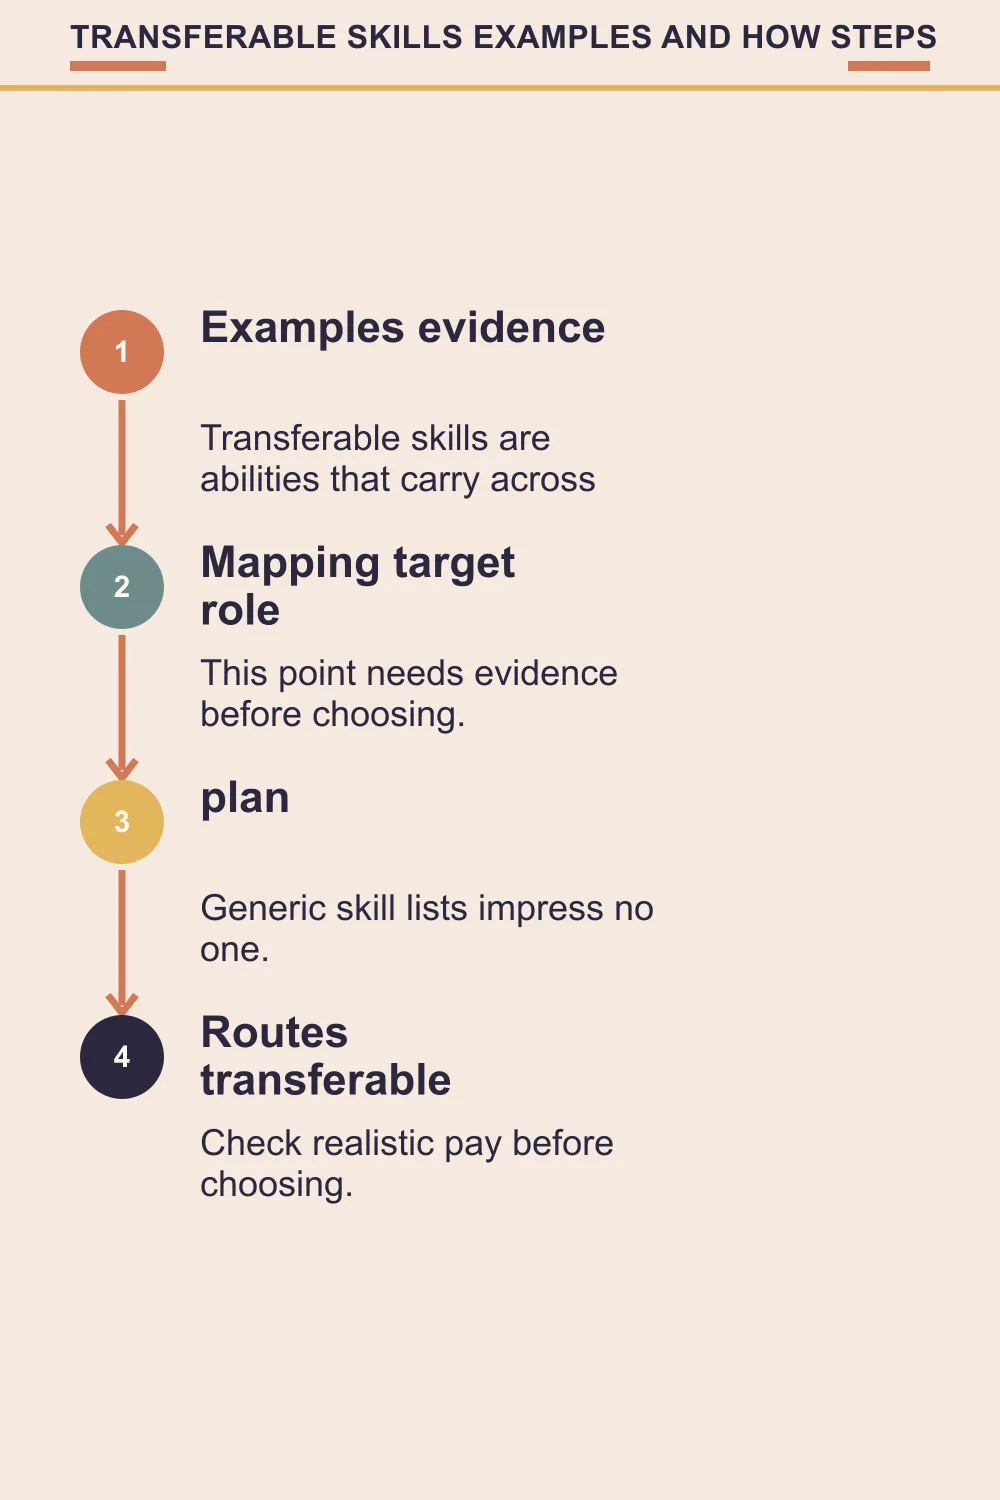 TRANSFERABLE SKILLS EXAMPLES AND HOW STEPS
1
Examples evidence
Transferable skills are
abilities that carry across
2
Mapping target
role
This point needs evidence
before choosing.
3
plan
Generic skill lists impress no
one.
4
Routes
transferable
Check realistic pay before
choosing.